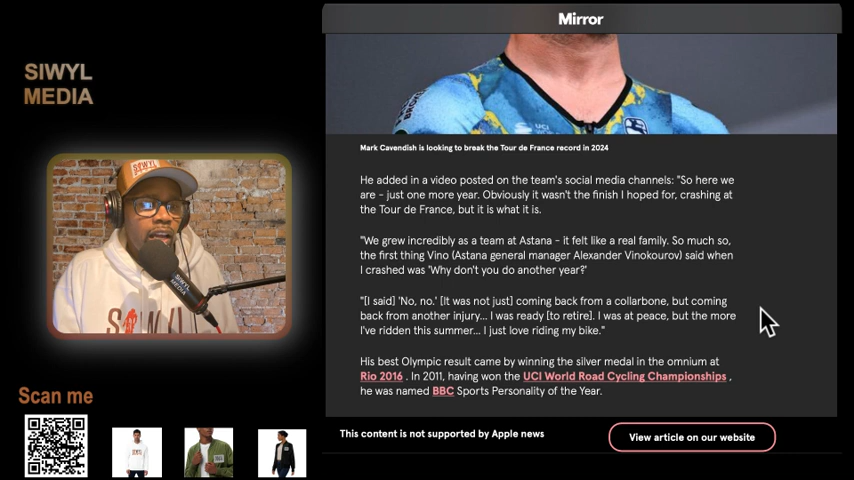 Mirror
SIWYL
MEDIA
Mark Cavendish is looking to break the Tour de France record in 2024
He added in a video posted on the team's social media channels: "So here we
are - just one more year. Obviously it wasn't the finish I hoped for, crashing at
the Tour de France, but it is what it is.
"We grew incredibly as a team at Astana - it felt like a real family. So much so,
the first thing Vino (Astana general manager Alexander Vinokourov) said when
I crashed was 'Why don't you do another year?'
"[I said] 'No, no.' [It was not just] coming back from a collarbone, but coming
back from another injury... I was ready [to retire]. I was at peace, but the more
I've ridden this summer... I just love riding my bike."
His best Olympic result came by winning the silver medal in the omnium at
Rio 2016 . In 2011, having won the UCI World Road Cycling Championships ,
he was named BBC Sports Personality of the Year.
This content is not supported by Apple news
View article on our website
Scan me
SIWYL
SIWYL
MEDIA
UCI